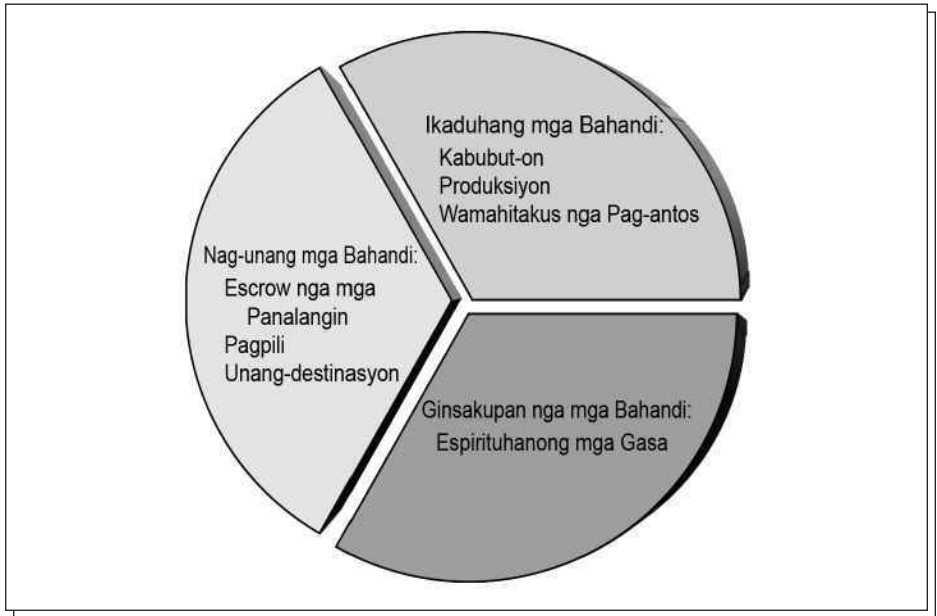 Ikaduhang mga Bahandi:
Kabubut-on
Produksiyon
Wamahitakus nga Pag-antos
Nag-unang mga Bahandi:
Escrow nga mga
Panalangin
Pagpili
Unang-destinasyon
Ginsakupan nga mga Bahandi:
Espirituhanong mga Gasa